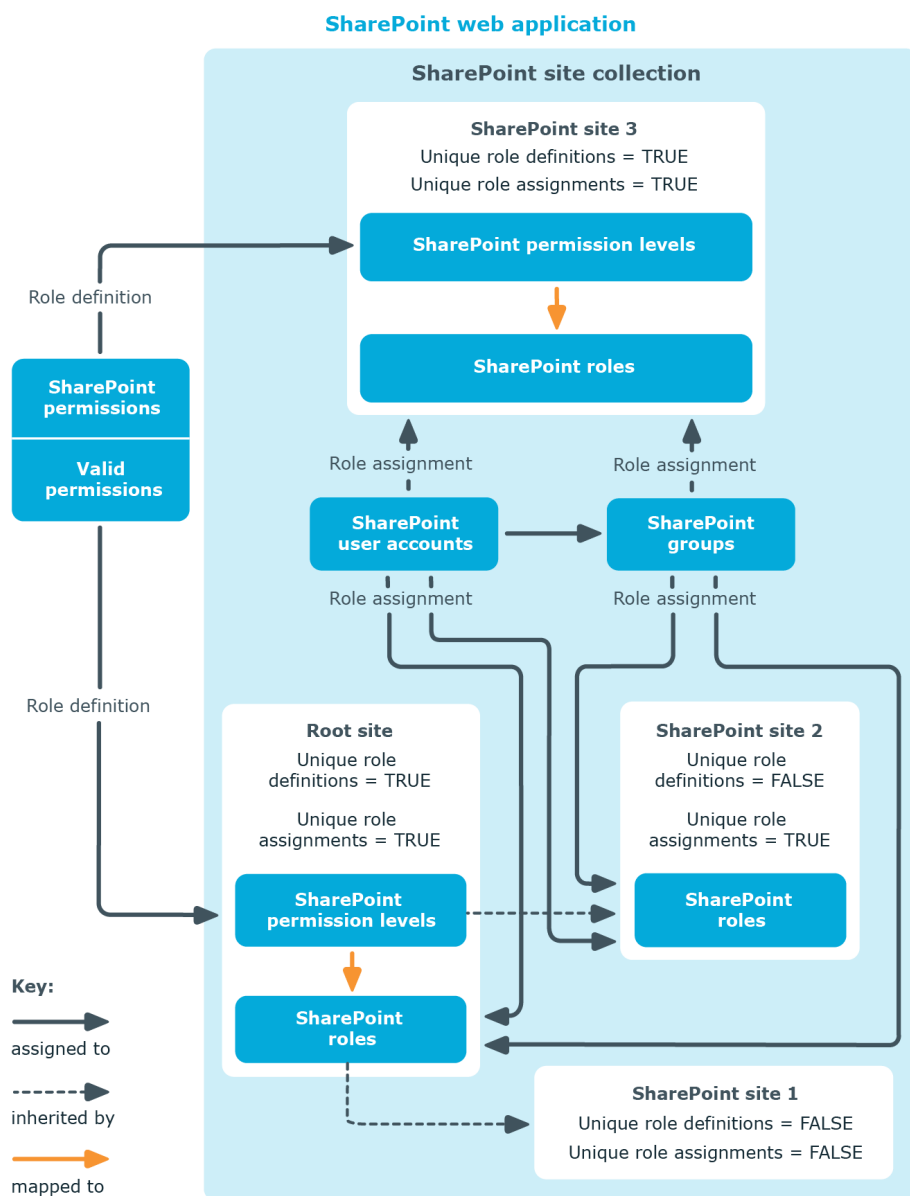 SharePoint web application
SharePoint site collection
SharePoint site 3
Unique role definitions = TRUE
Unique role assignments = TRUE
SharePoint permission levels
SharePoint roles
Role definition
SharePoint
permissions
Valid
permissions
Role definition
Role assignment
Role assignment
SharePoint
user accounts
SharePoint
groups
Role assignment
Role assignment
Root site
Unique role
definitions = TRUE
Unique role
assignments = TRUE
SharePoint
permission levels
SharePoint
roles
SharePoint site 2
Unique role
definitions = FALSE
Unique role
assignments = TRUE
SharePoint
roles
SharePoint site 1
Unique role definitions = FALSE
Unique role assignments = FALSE
Key:
assigned to
inherited by
mapped to